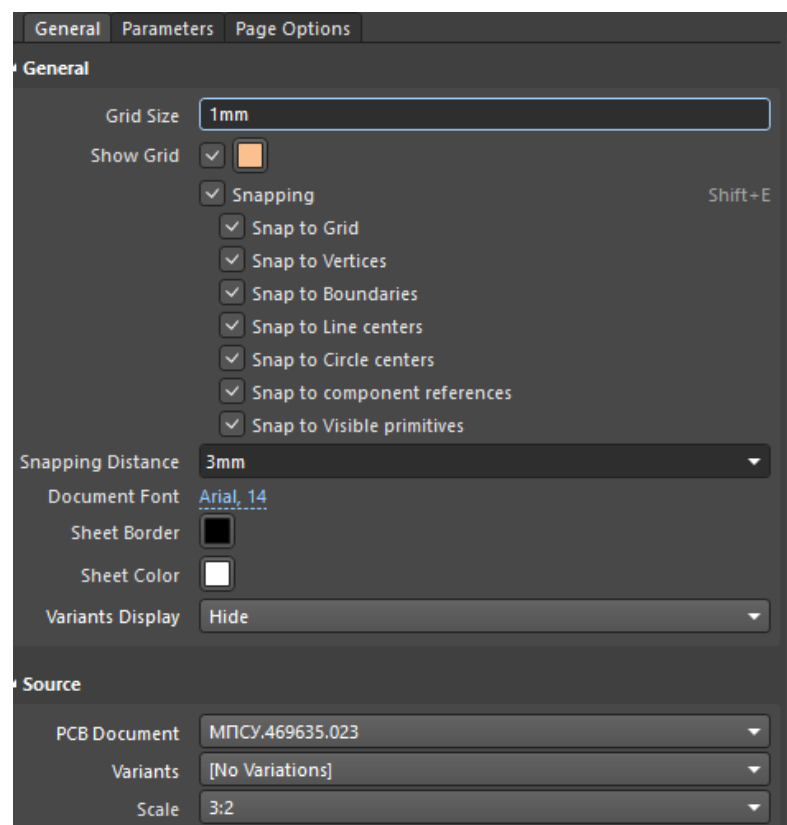 General Parameters Page Options
General
Grid Size 1mm
Show Grid
Snapping Shift+E
Snap to Grid
Snap to Vertices
Snap to Boundaries
Snap to Line centers
Snap to Circle centers
Snap to component references
Snap to Visible primitives
Snapping Distance 3mm
Document Font Arial, 14
Sheet Border
Sheet Color
Variants Display Hide
Source
PCB Document МПСУ.469635.023
Variants [No Variations]
Scale 3:2